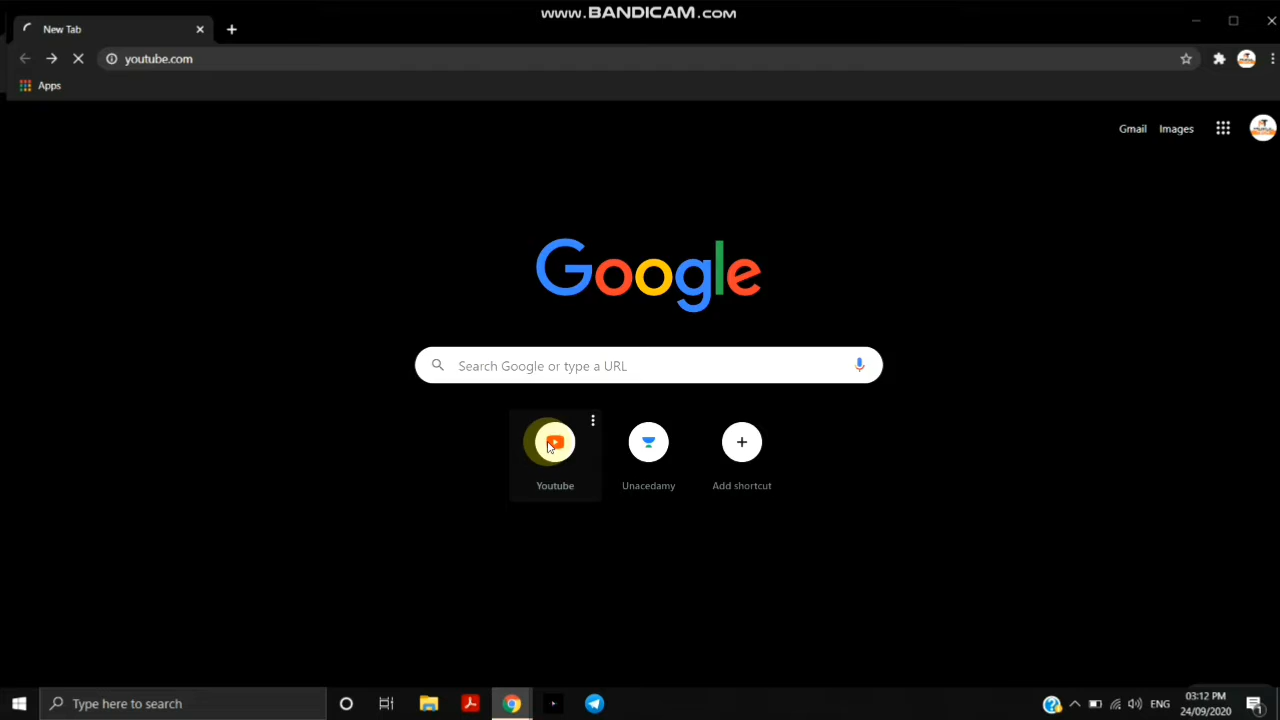 www.BANDICAM.com
New Tab
youtube.com
Apps
Gmail Images
Google
Search Google or type a URL
Youtube Unacedamy Add shortcut
Type here to search
ENG
03:12 PM
24/09/2020
1